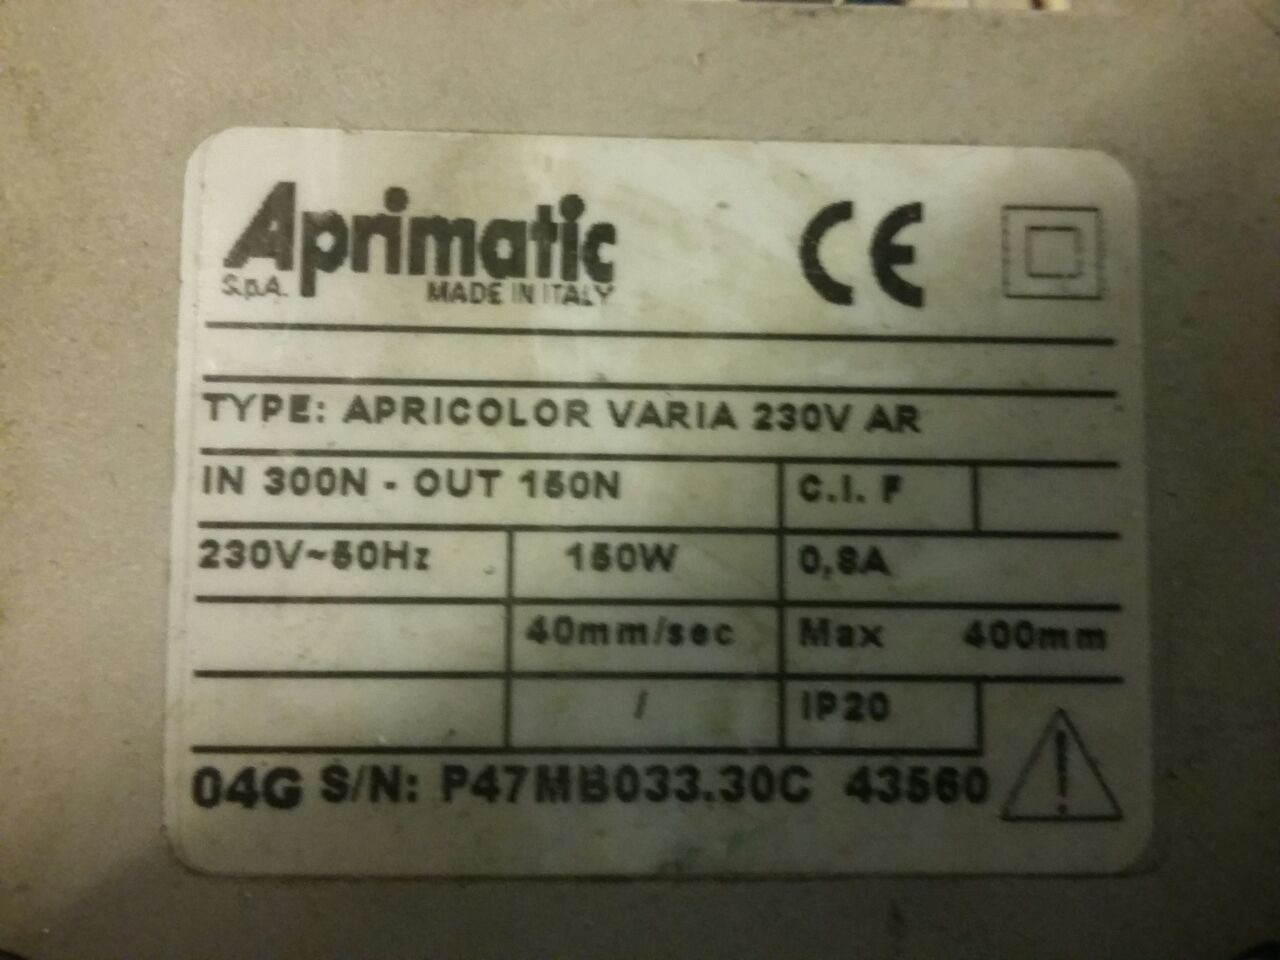 Aprimatic
S.p.A. MADE IN ITALY
CE
TYPE: APRICOLOR VARIA 230V AR
IN 300N - OUT 150N C.I. F
230V~50Hz 150W 0,8A
40mm/sec Max 400mm
/ IP20
04G S/N: P47MB033.30C 43560